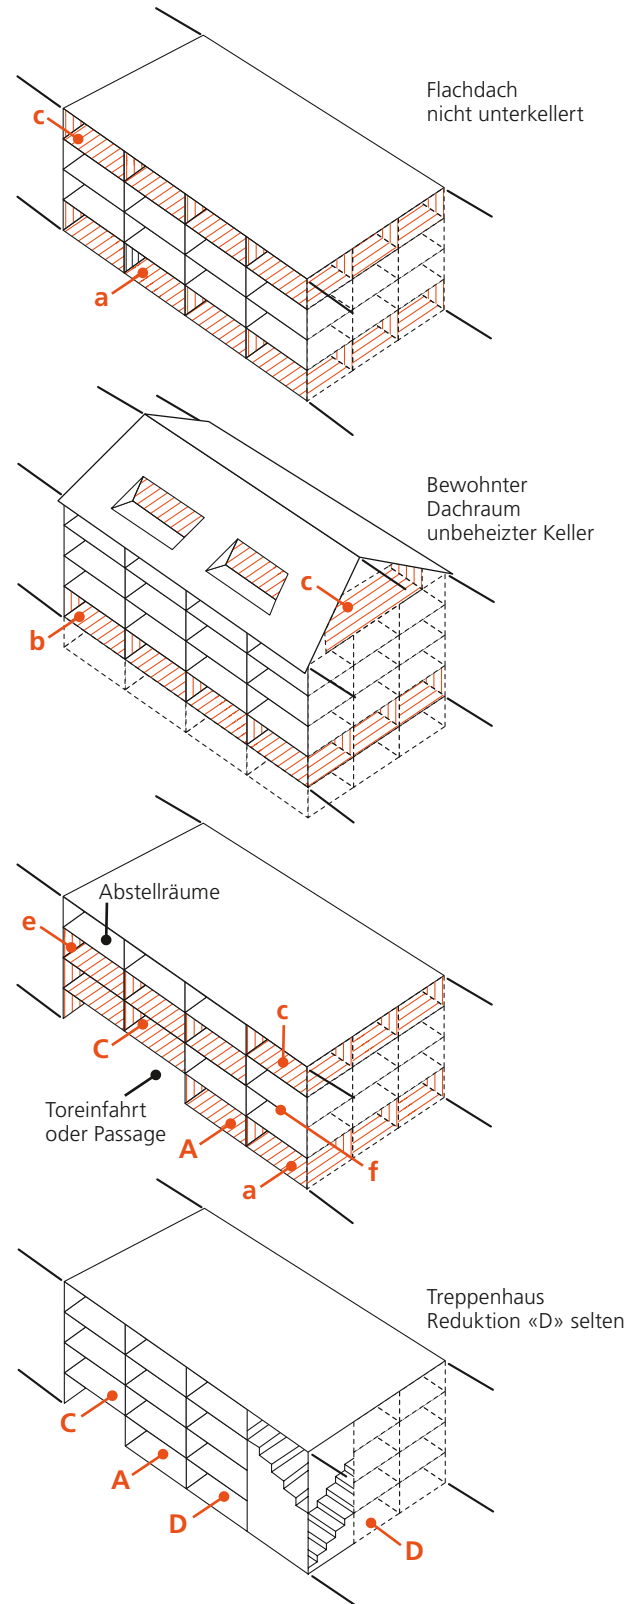 Flachdach
nicht unterkellert
c
a
Bewohnter
Dachraum
unbeheizter Keller
c
b
Abstellräume
e
c
C
Toreinfahrt
oder Passage
A
f
a
Treppenhaus
Reduktion «D» selten
C
A
D
D